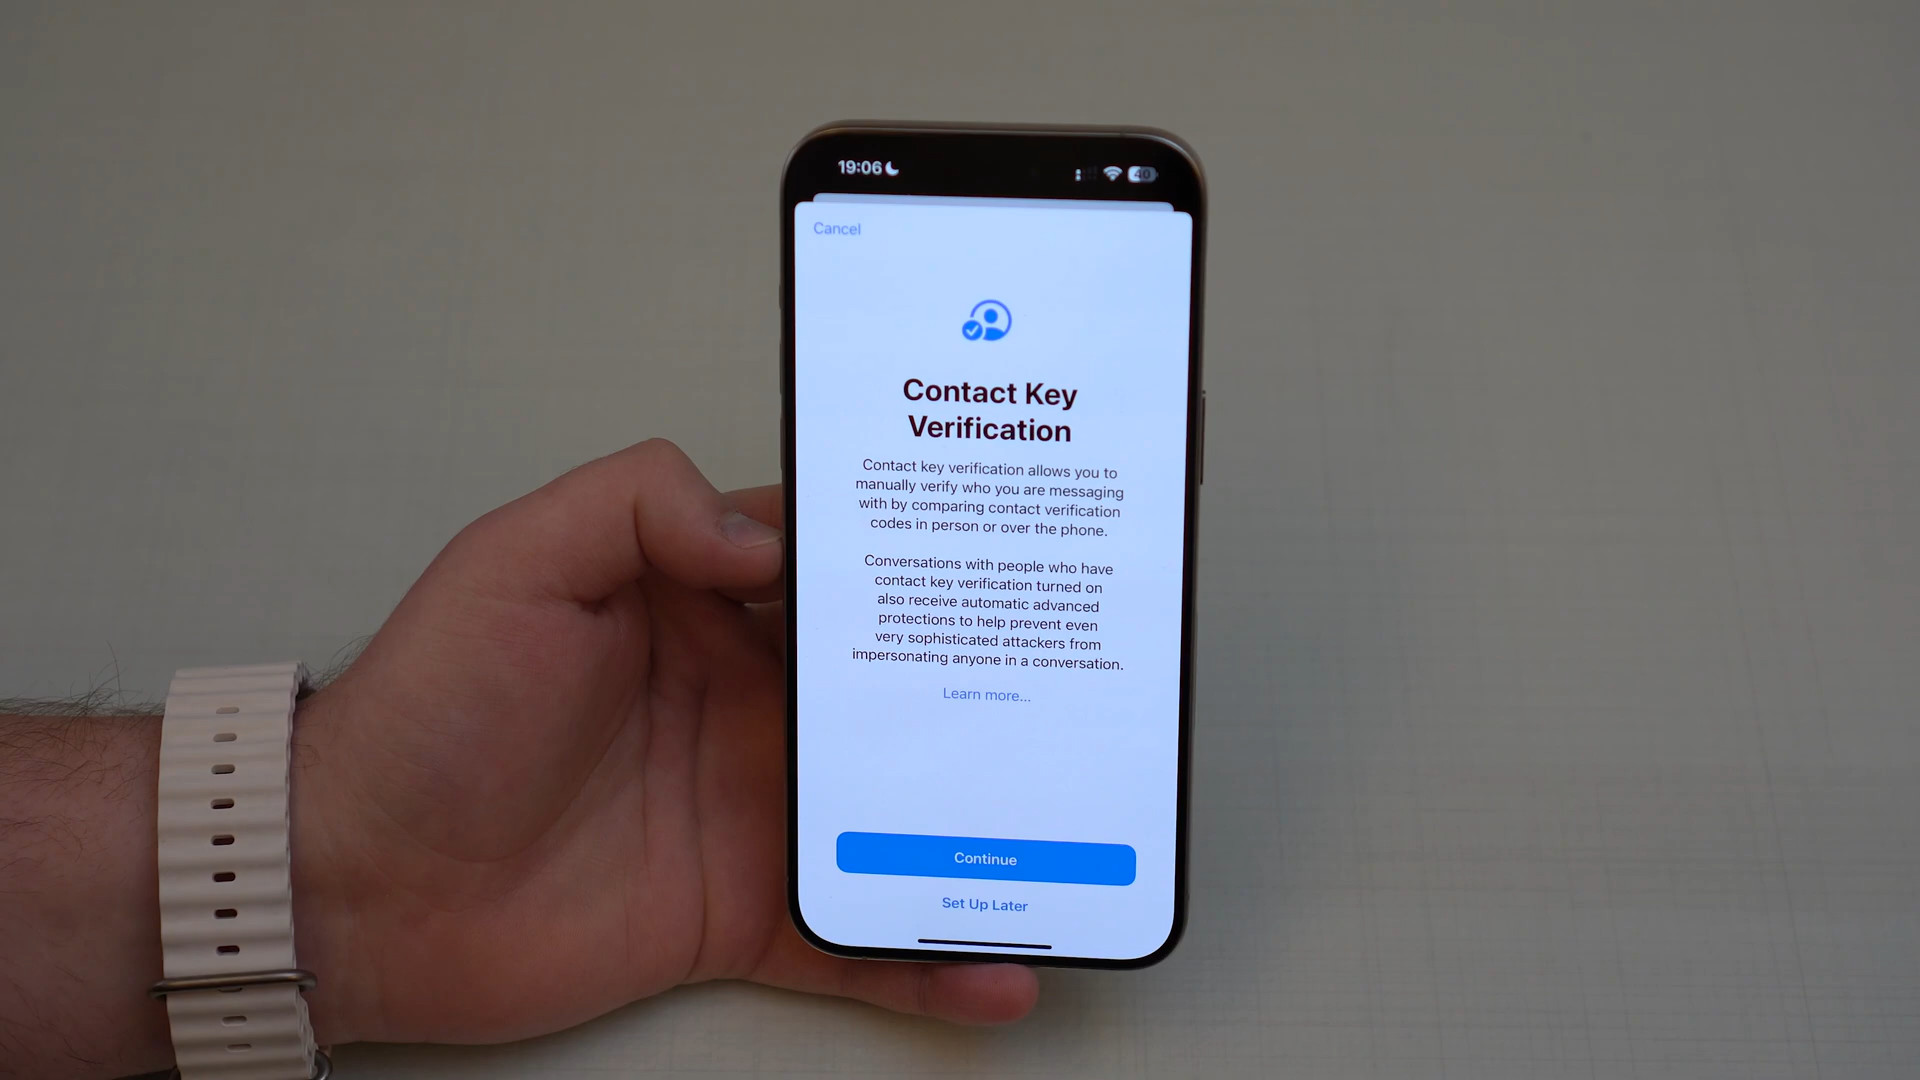 19:06
40
Cancel
Contact Key
Verification
Contact key verification allows you to
manually verify who you are messaging
with by comparing contact verification
codes in person or over the phone.
Conversations with people who have
contact key verification turned on
also receive automatic advanced
protections to help prevent even
very sophisticated attackers from
impersonating anyone in a conversation.
Learn more...
Continue
Set Up Later